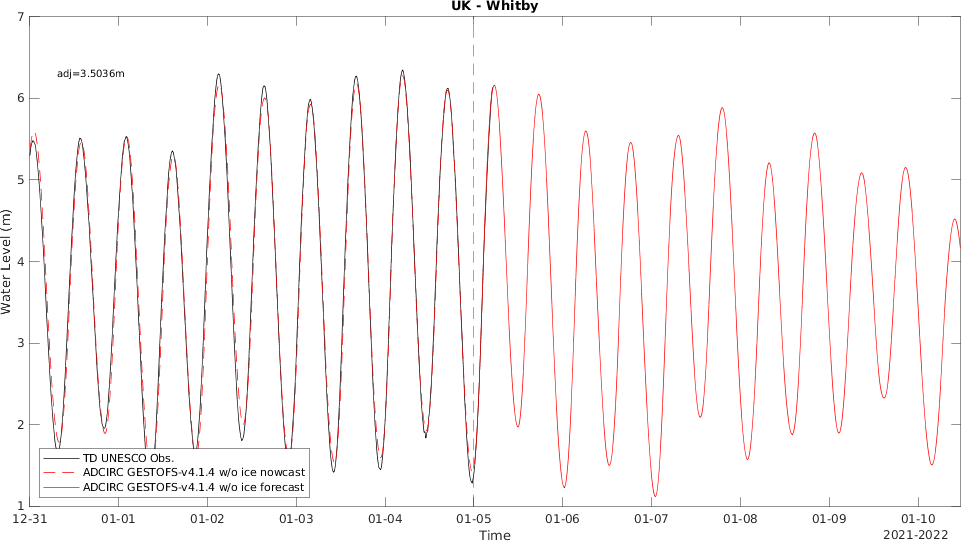 UK - Whitby
7
adj=3.5036m
6
5
4
3
2
1
Water Level (m)
TD UNESCO Obs.
ADCIRC GESTOFS-v4.1.4 w/o ice nowcast
ADCIRC GESTOFS-v4.1.4 w/o ice forecast
12-31 01-01 01-02 01-03 01-04 01-05 01-06 01-07 01-08 01-09 01-10
Time
2021-2022